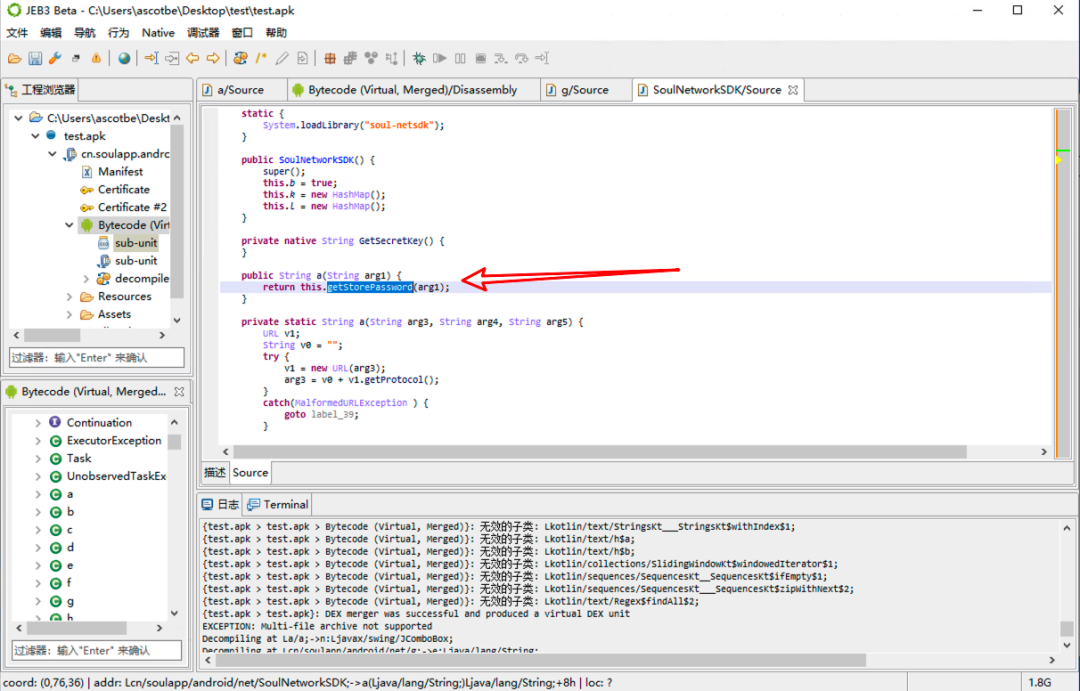 JEB3 Beta - C:\Users\ascotbe\Desktop\test\test.apk
文件 编辑 导航 行为 Native 调试器 窗口 帮助
工程浏览器
C:\Users\ascotbe\Deskt
test.apk
cn.soulapp.andrc
Manifest
Certificate
Certificate #2
Bytecode (Virt
sub-unit
sub-unit
decompile
Resources
Assets
过滤器: 输入"Enter" 来确认
Bytecode (Virtual, Merged...
Continuation
ExecutorException
Task
UnobservedTaskEx
a
b
c
d
e
f
g
h
过滤器: 输入"Enter" 来确认
a/Source Bytecode (Virtual, Merged)/Disassembly g/Source SoulNetworkSDK/Source
static {
System.loadLibrary("soul-netsdk");
}
public SoulNetworkSDK() {
super();
this.b = true;
this.k = new HashMap();
this.l = new HashMap();
}
private native String GetSecretKey() {
}
public String a(String arg1) {
return this.getStorePassword(arg1);
}
private static String a(String arg3, String arg4, String arg5) {
URL v1;
String v0 = "";
try {
v1 = new URL(arg3);
arg3 = v0 + v1.getProtocol();
}
catch(MalformedURLException ) {
goto label_39;
}
描述 Source
日志 Terminal
{test.apk > test.apk > Bytecode (Virtual, Merged)}: 无效的子类: Lkotlin/text/StringsKt___StringsKt$withIndex$1;
{test.apk > test.apk > Bytecode (Virtual, Merged)}: 无效的子类: Lkotlin/text/h$a;
{test.apk > test.apk > Bytecode (Virtual, Merged)}: 无效的子类: Lkotlin/text/h$b;
{test.apk > test.apk > Bytecode (Virtual, Merged)}: 无效的子类: Lkotlin/collections/SlidingWindowKt$windowedIterator$1;
{test.apk > test.apk > Bytecode (Virtual, Merged)}: 无效的子类: Lkotlin/sequences/SequencesKt__SequencesKt$ifEmpty$1;
{test.apk > test.apk > Bytecode (Virtual, Merged)}: 无效的子类: Lkotlin/sequences/SequencesKt___SequencesKt$zipWithNext$2;
{test.apk > test.apk > Bytecode (Virtual, Merged)}: 无效的子类: Lkotlin/text/Regex$findAll$2;
{test.apk > test.apk}: DEX merger was successful and produced a virtual DEX unit
EXCEPTION: Multi-file archive not supported
Decompiling at La/a;->n:Ljavax/swing/JComboBox;
Decompiling at Lcn/soulapp/android/net/g;->e:Ljava/lang/String;
coord: (0,76,36) | addr: Lcn/soulapp/android/net/SoulNetworkSDK;->a(Ljava/lang/String;)Ljava/lang/String;+8h | loc: ?
1.8G